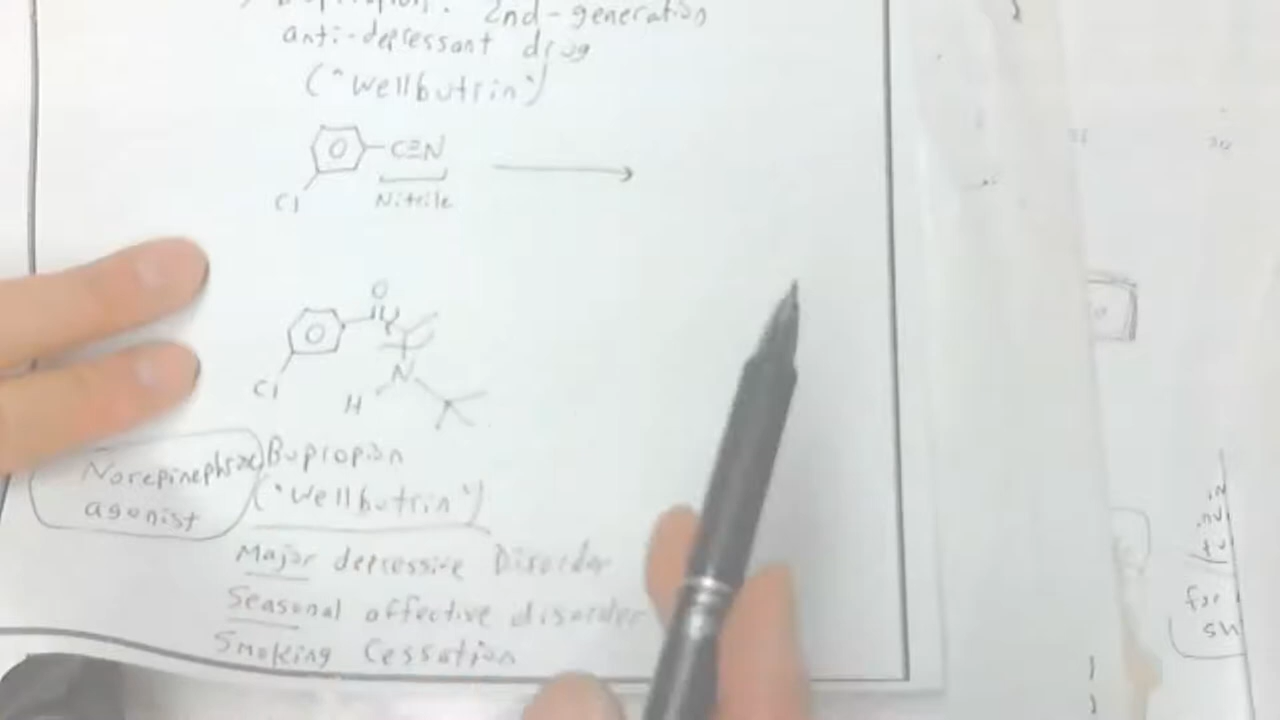 2nd-generation
anti-depressant drug
("Wellbutrin")
C≡N
Cl
Nitrile
O
N
Cl
H
Norepinephrine Bupropion
agonist ("Wellbutrin")
Major depressive Disorder
Seasonal affective disorder
Smoking Cessation
for